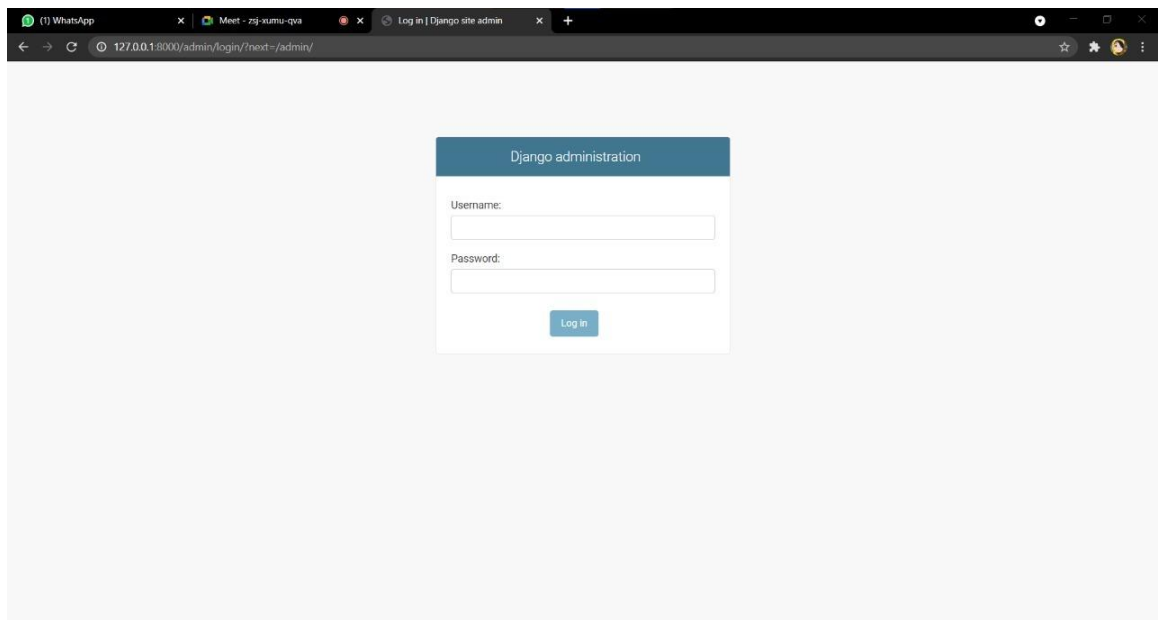 (1) WhatsApp
Meet - zsj-xumu-qva
Log in | Django site admin
127.0.0.1:8000/admin/login/?next=/admin/
Django administration
Username:
Password:
Log in